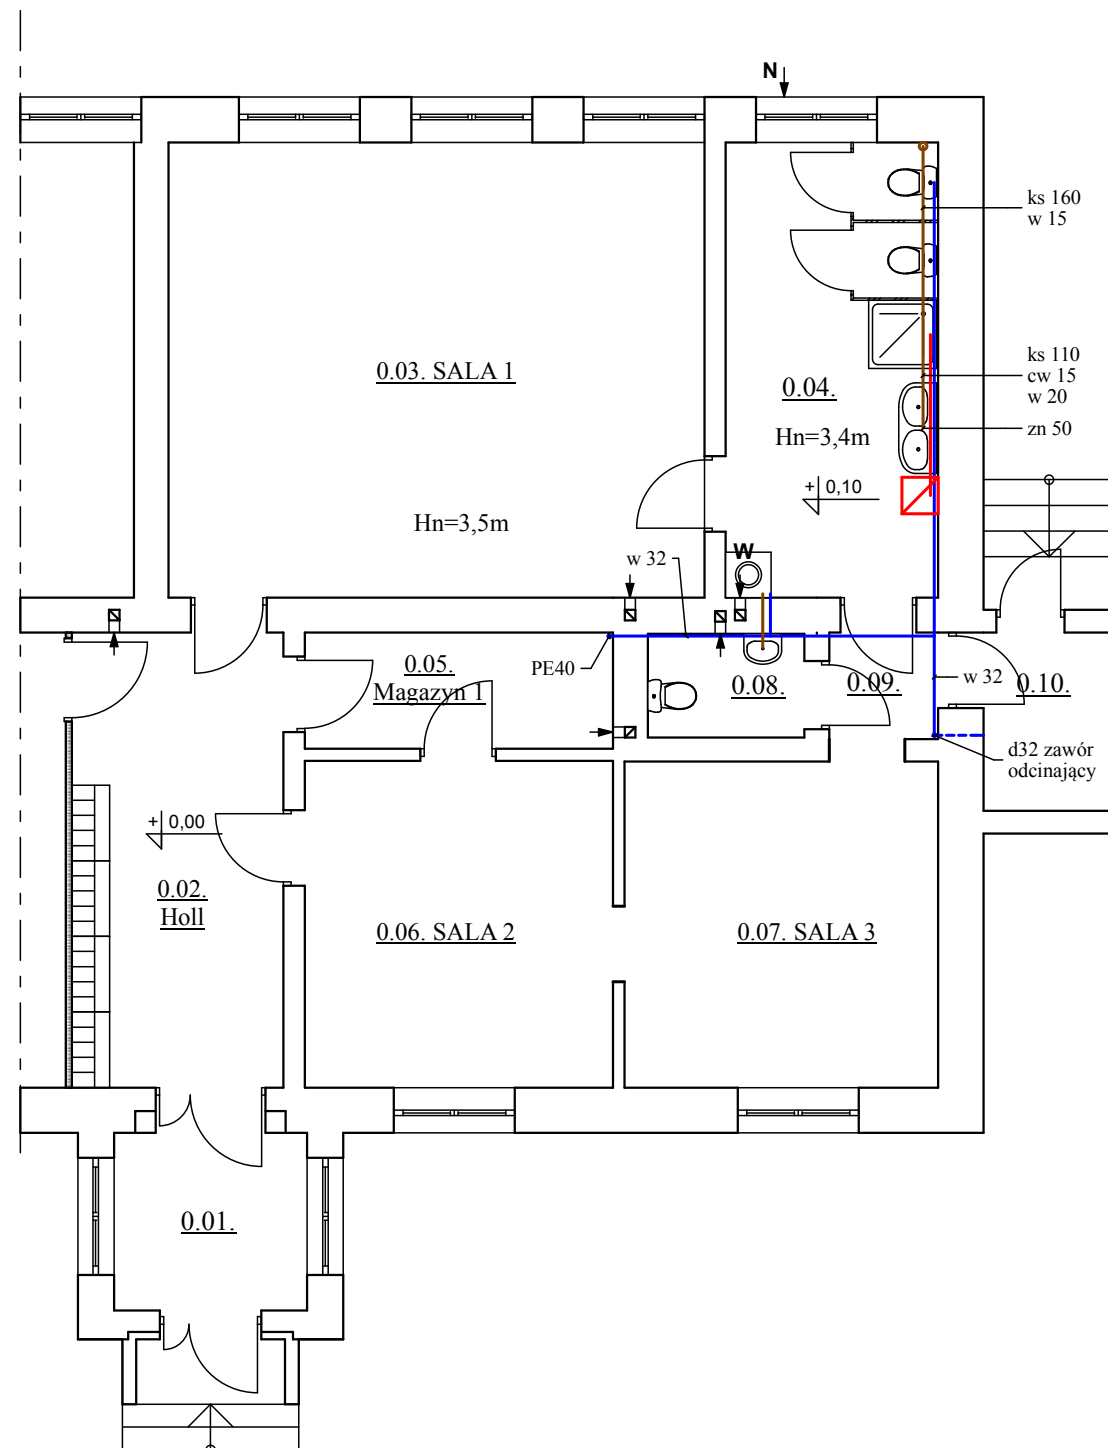 N
ks 160
w 15
0.03. SALA 1
0.04.
ks 110
cw 15
w 20
zn 50
Hn=3,4m
+ 0,10
Hn=3,5m
w 32
W
PE40
0.05.
Magazyn 1
0.08.
0.09.
w 32
0.10.
d32 zawór
odcinający
+ 0,00
0.02.
Holl
0.06. SALA 2
0.07. SALA 3
0.01.